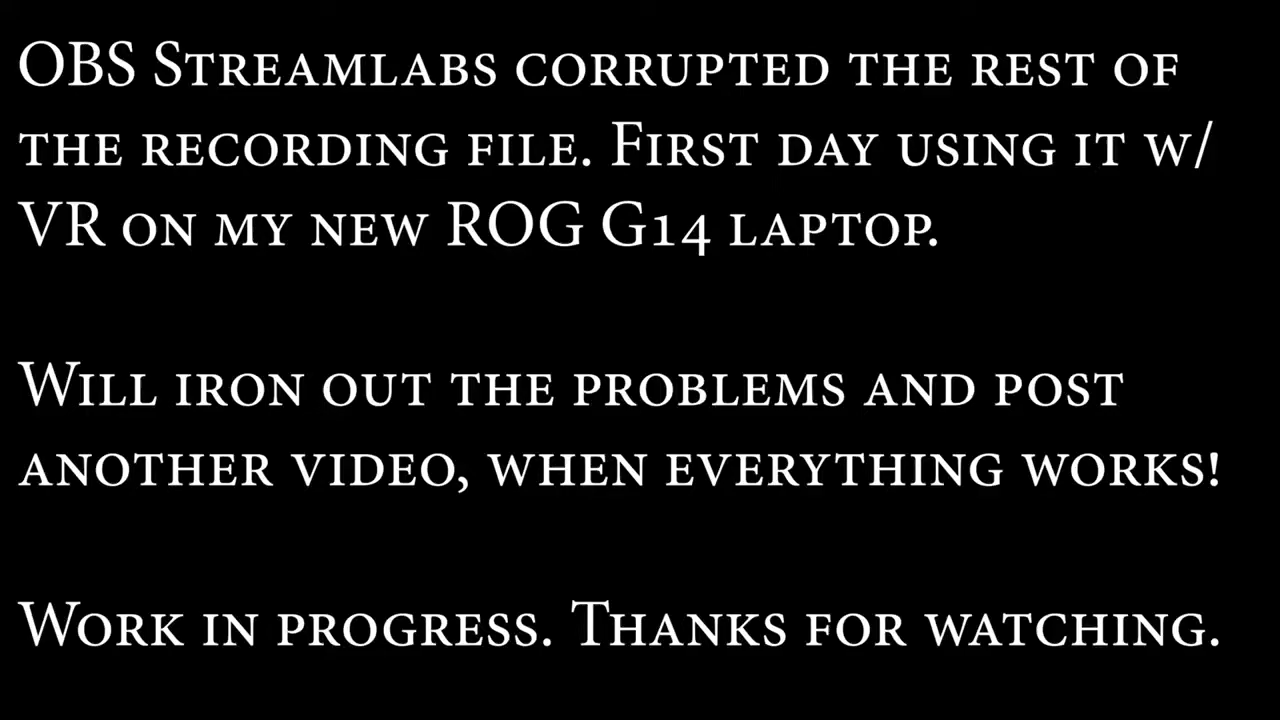 OBS Streamlabs corrupted the rest of
the recording file. First day using it w/
VR on my new ROG G14 laptop.
Will iron out the problems and post
another video, when everything works!
Work in progress. Thanks for watching.